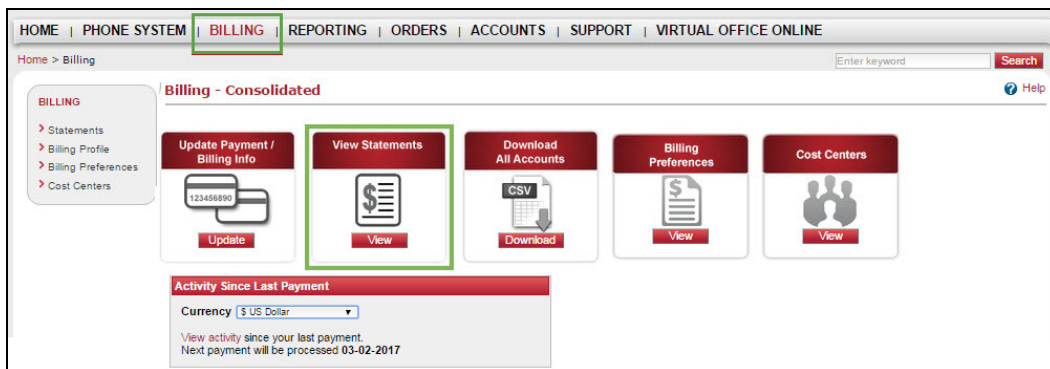 HOME | PHONE SYSTEM | BILLING | REPORTING | ORDERS | ACCOUNTS | SUPPORT | VIRTUAL OFFICE ONLINE
Home > Billing
Enter keyword
Search
Help
BILLING
Statements
Billing Profile
Billing Preferences
Cost Centers
Billing - Consolidated
Update Payment /
Billing Info
123456890
Update
View Statements
$
View
Download
All Accounts
CSV
Download
Billing
Preferences
$
View
Cost Centers
View
Activity Since Last Payment
Currency $ US Dollar
View activity since your last payment.
Next payment will be processed 03-02-2017